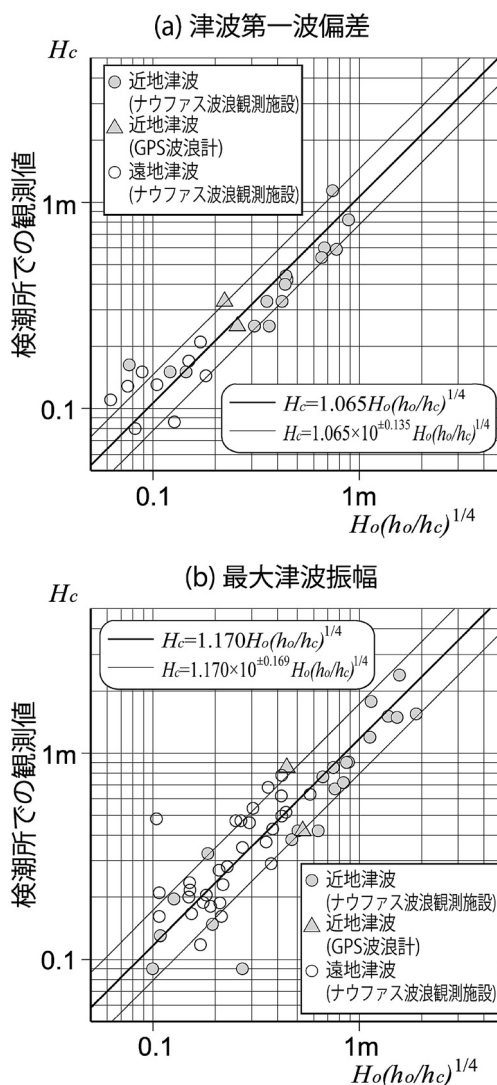 (a) 津波第一波偏差
Hc
近地津波
(ナウファス波浪観測施設)
近地津波
(GPS波浪計)
遠地津波
(ナウファス波浪観測施設)
検潮所での観測値
1m
0.1
Hc=1.065Ho(ho/hc)1/4
Hc=1.065×10±0.135 Ho(ho/hc)1/4
0.1
1m
Ho(ho/hc)1/4
(b) 最大津波振幅
Hc
Hc=1.170Ho(ho/hc)1/4
Hc=1.170×10±0.169 Ho(ho/hc)1/4
検潮所での観測値
1m
0.1
近地津波
(ナウファス波浪観測施設)
近地津波
(GPS波浪計)
遠地津波
(ナウファス波浪観測施設)
0.1
1m
Ho(ho/hc)1/4